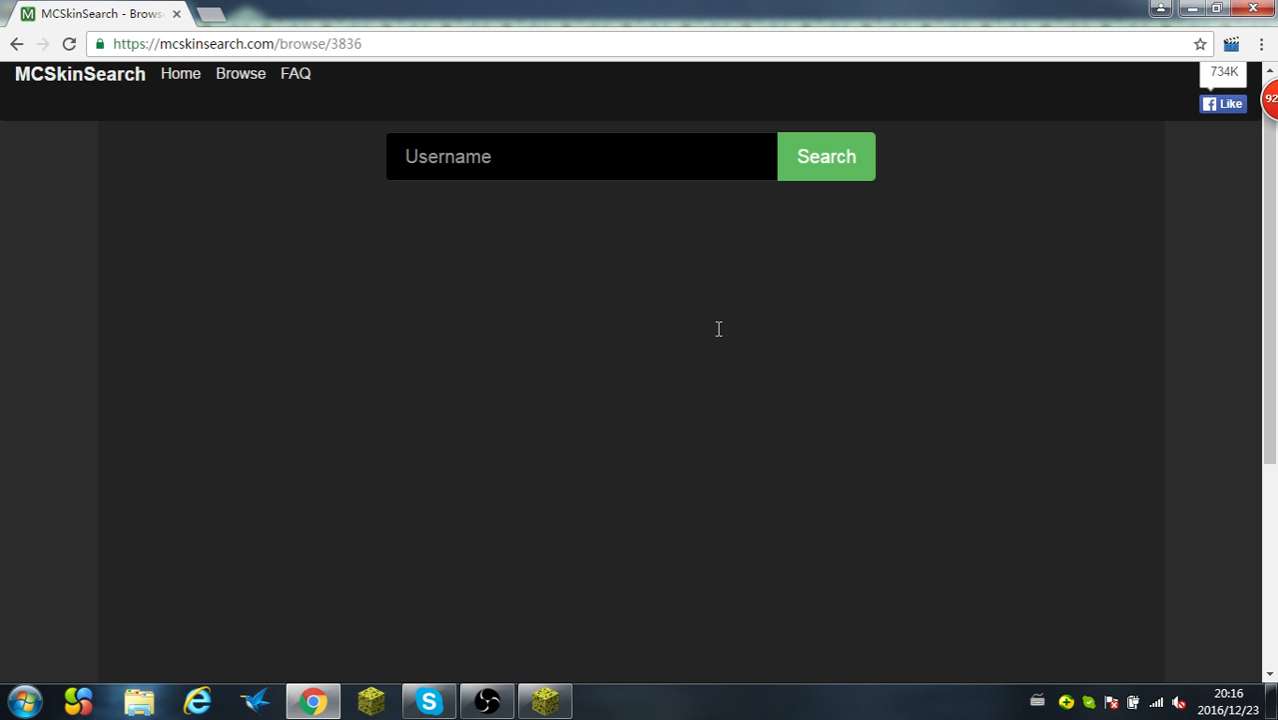 MCSkinSearch - Brows
https://mcskinsearch.com/browse/3836
MCSkinSearch Home Browse FAQ
734K
Like
92
Username
Search
20:16
2016/12/23